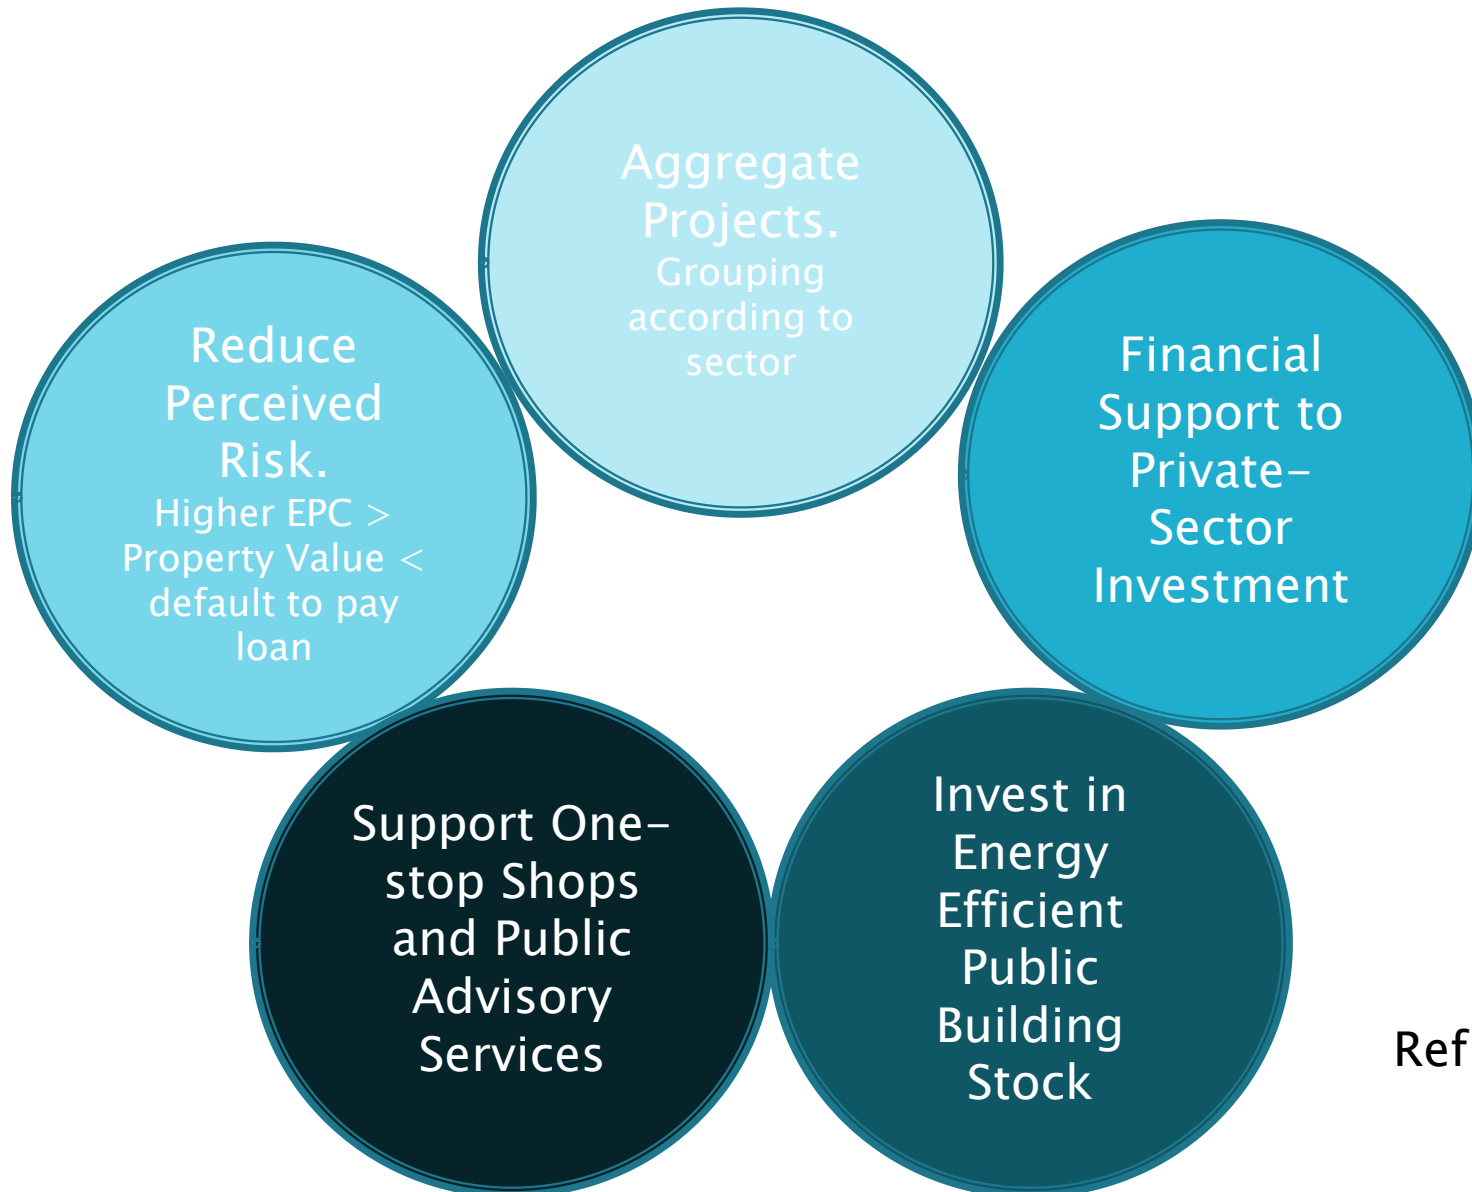 Aggregate
Projects.
Grouping
according to
sector
Financial
Support to
Private–
Sector
Investment
Invest in
Energy
Efficient
Public
Building
Stock
Support One–
stop Shops
and Public
Advisory
Services
Reduce
Perceived
Risk.
Higher EPC >
Property Value <
default to pay
loan
Ref